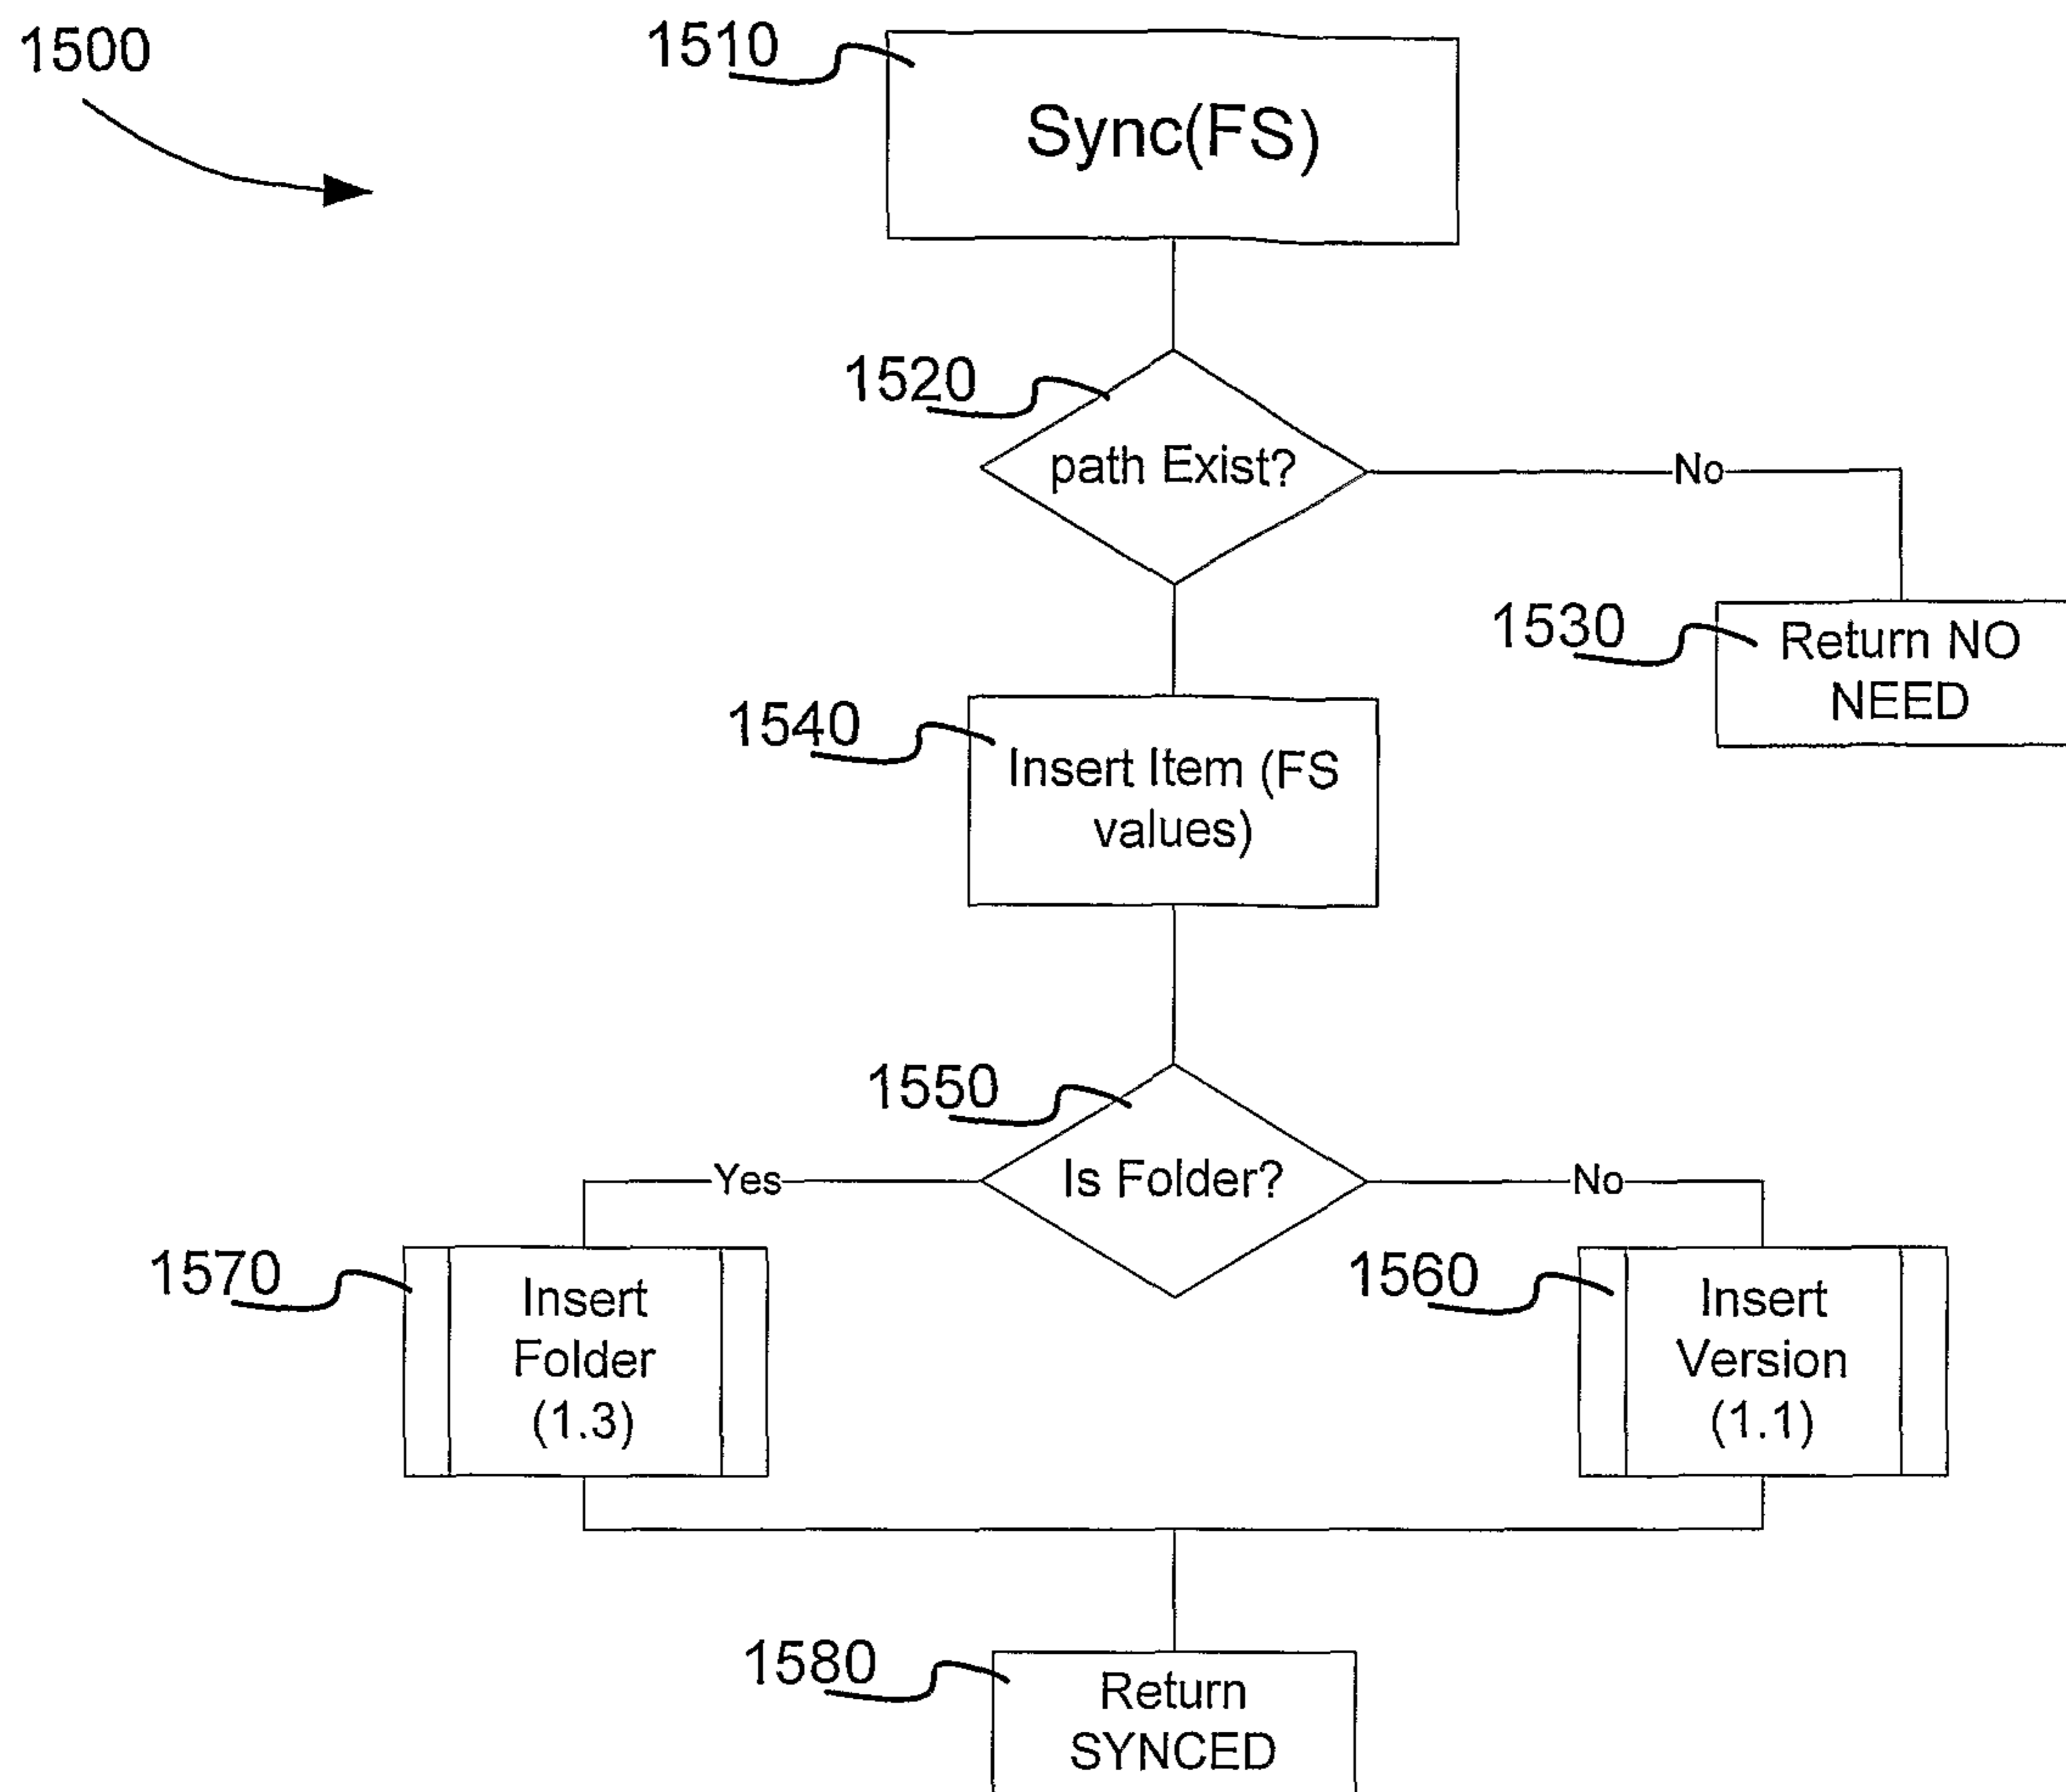 1500
1510
Sync(FS)
1520
path Exist?
No
1530
Return NO
NEED
1540
Insert Item (FS
values)
1550
Is Folder?
Yes
No
1570
Insert
Folder
(1.3)
1560
Insert
Version
(1.1)
1580
Return
SYNCED